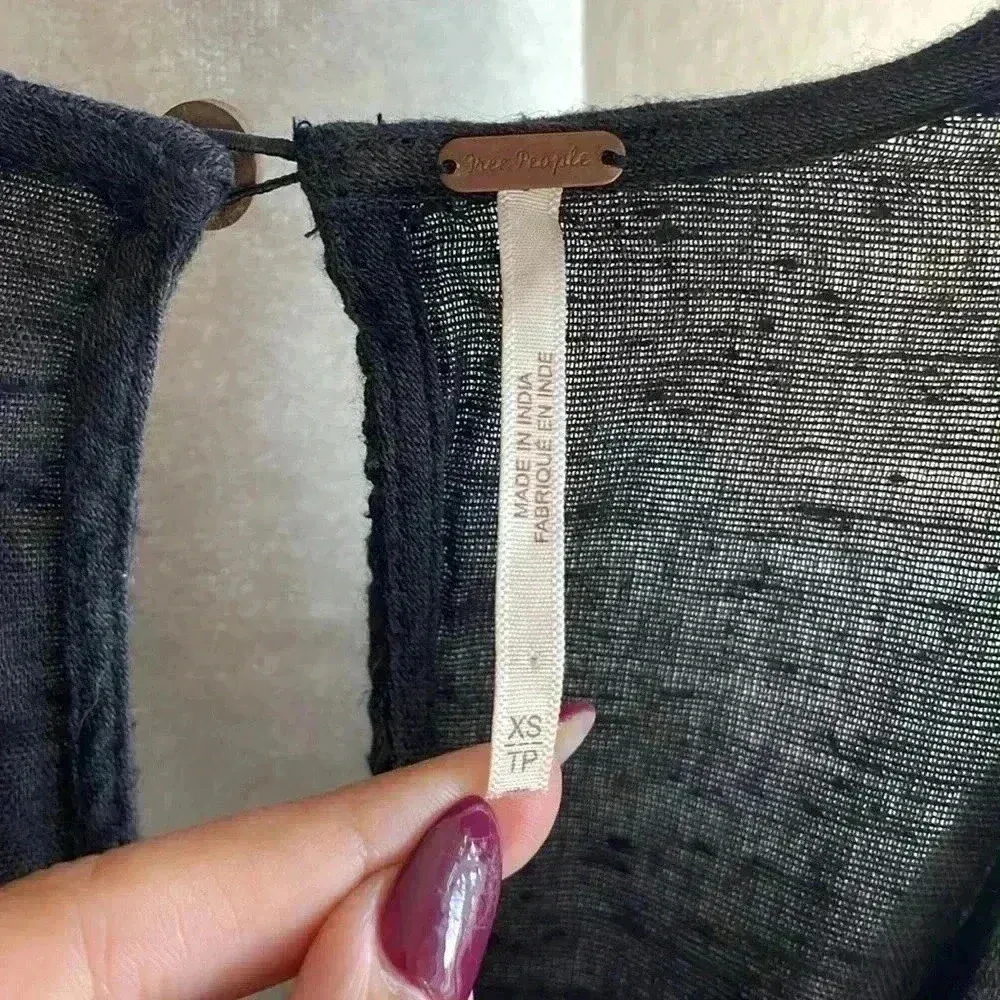 Free People
MADE IN INDIA
FABRIQUÉ EN INDE
XS
TP